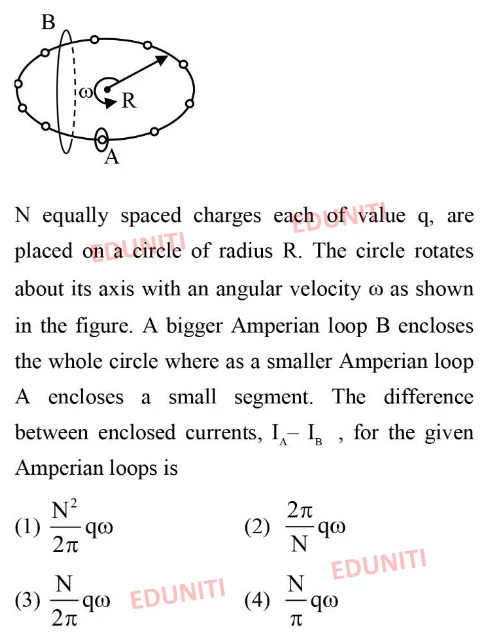 B
ω
R
A
N equally spaced charges each of value q, are
placed on a circle of radius R. The circle rotates
about its axis with an angular velocity ω as shown
in the figure. A bigger Amperian loop B encloses
the whole circle where as a smaller Amperian loop
A encloses a small segment. The difference
between enclosed currents, I_A – I_B , for the given
Amperian loops is
(1) N²/2π qω (2) 2π/N qω
(3) N/2π qω (4) N/π qω
EDUNITI
EDUNITI
EDUNITI
EDUNITI